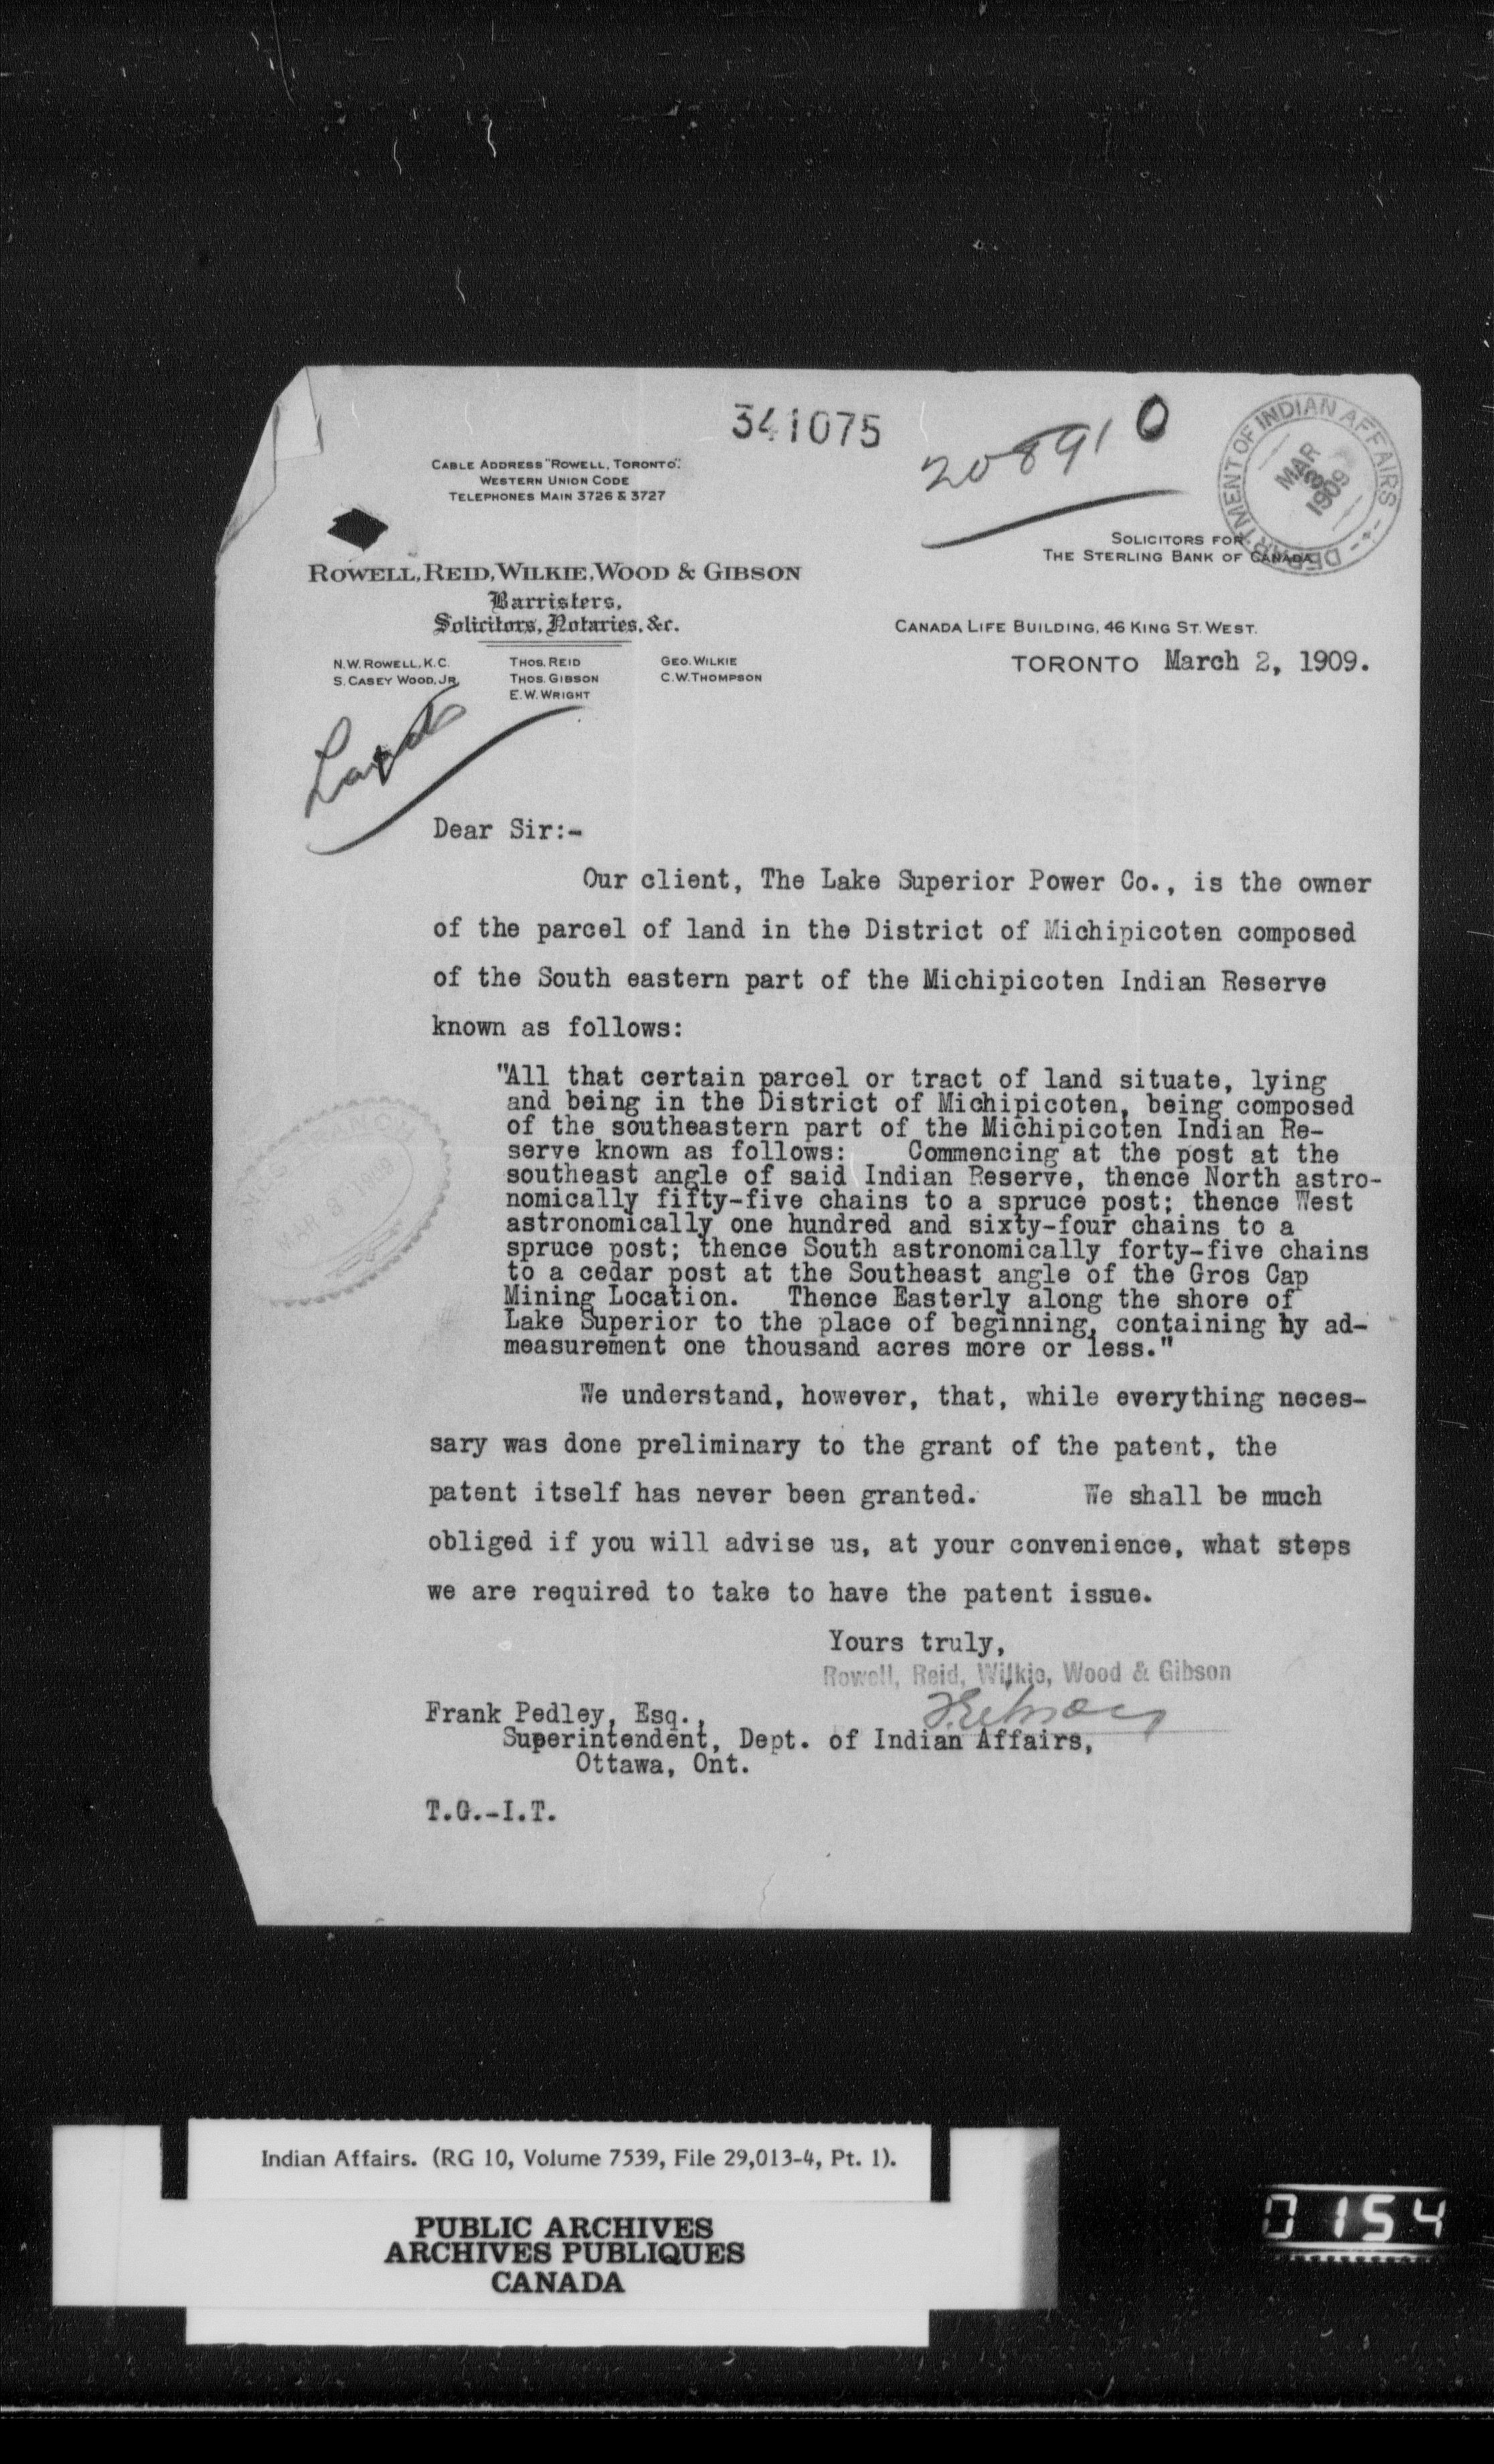 341075
208910
DEPARTMENT OF INDIAN AFFAIRS
MAR
1909
CABLE ADDRESS "ROWELL, TORONTO".
WESTERN UNION CODE
TELEPHONES MAIN 3726 & 3727
SOLICITORS FOR
THE STERLING BANK OF CANADA
ROWELL, REID, WILKIE, WOOD & GIBSON
Barristers,
Solicitors, Notaries, &c.
CANADA LIFE BUILDING, 46 KING ST. WEST.
N.W. ROWELL, K.C. THOS. REID GEO. WILKIE
S. CASEY WOOD, JR. THOS. GIBSON C.W. THOMPSON
E.W. WRIGHT
TORONTO March 2, 1909.
Lands
Dear Sir:-
Our client, The Lake Superior Power Co., is the owner
of the parcel of land in the District of Michipicoten composed
of the South eastern part of the Michipicoten Indian Reserve
known as follows:
"All that certain parcel or tract of land situate, lying
and being in the District of Michipicoten, being composed
of the southeastern part of the Michipicoten Indian Re-
serve known as follows: Commencing at the post at the
southeast angle of said Indian Reserve, thence North astro-
nomically fifty-five chains to a spruce post; thence West
astronomically one hundred and sixty-four chains to a
spruce post; thence South astronomically forty-five chains
to a cedar post at the Southeast angle of the Gros Cap
Mining Location. Thence Easterly along the shore of
Lake Superior to the place of beginning, containing by ad-
measurement one thousand acres more or less."
We understand, however, that, while everything neces-
sary was done preliminary to the grant of the patent, the
patent itself has never been granted. We shall be much
obliged if you will advise us, at your convenience, what steps
we are required to take to have the patent issue.
Yours truly,
Rowell, Reid, Wilkie, Wood & Gibson
Frank Pedley, Esq.,
Superintendent, Dept. of Indian Affairs,
Ottawa, Ont.
T.G.-I.T.
Indian Affairs. (RG 10, Volume 7539, File 29,013-4, Pt. 1).
PUBLIC ARCHIVES
ARCHIVES PUBLIQUES
CANADA
0154